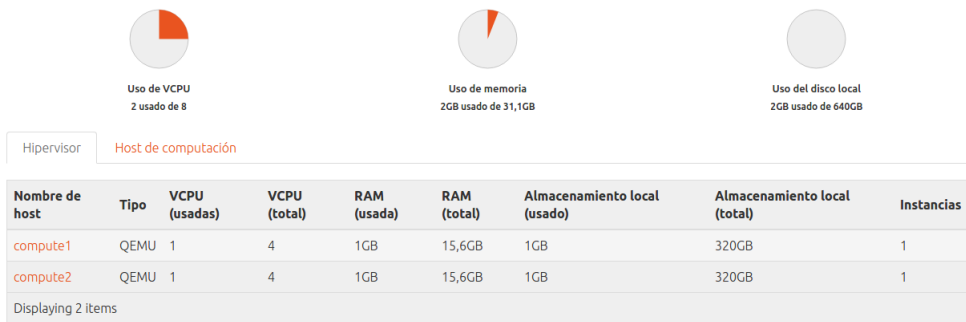 Uso de VCPU
2 usado de 8
Uso de memoria
2GB usado de 31,1GB
Uso del disco local
2GB usado de 640GB
Hipervisor Host de computación
Nombre de host Tipo VCPU (usadas) VCPU (total) RAM (usada) RAM (total) Almacenamiento local (usado) Almacenamiento local (total) Instancias
compute1 QEMU 1 4 1GB 15,6GB 1GB 320GB 1
compute2 QEMU 1 4 1GB 15,6GB 1GB 320GB 1
Displaying 2 items